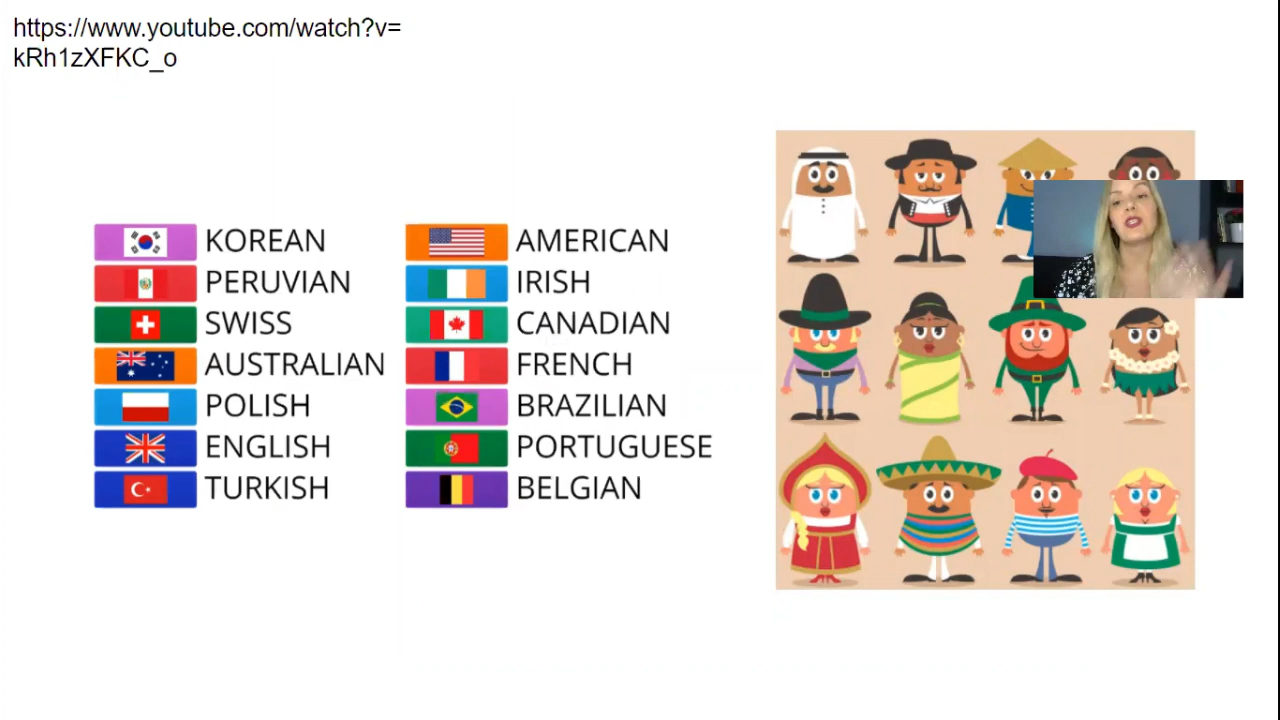 https://www.youtube.com/watch?v=
kRh1zXFKC_o
KOREAN
PERUVIAN
SWISS
AUSTRALIAN
POLISH
ENGLISH
TURKISH
AMERICAN
IRISH
CANADIAN
FRENCH
BRAZILIAN
PORTUGUESE
BELGIAN